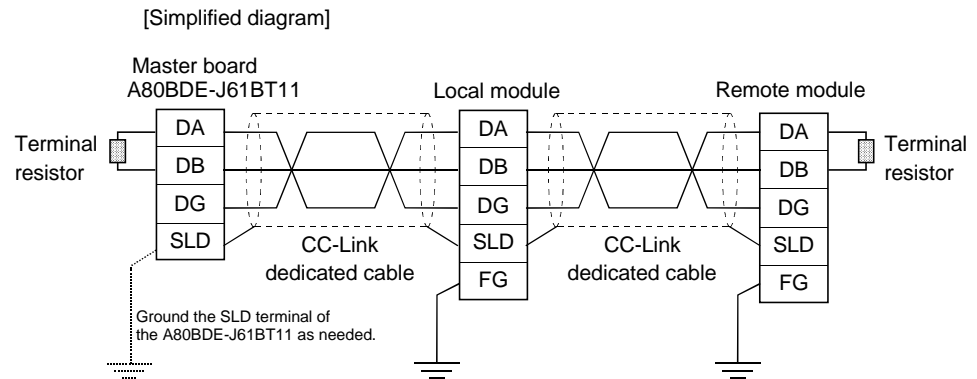 [Simplified diagram]
Master board
A80BDE-J61BT11
Local module
Remote module
Terminal
resistor
DA
DB
DG
SLD
CC-Link
dedicated cable
DA
DB
DG
SLD
FG
CC-Link
dedicated cable
DA
DB
DG
SLD
FG
Terminal
resistor
Ground the SLD terminal of
the A80BDE-J61BT11 as needed.